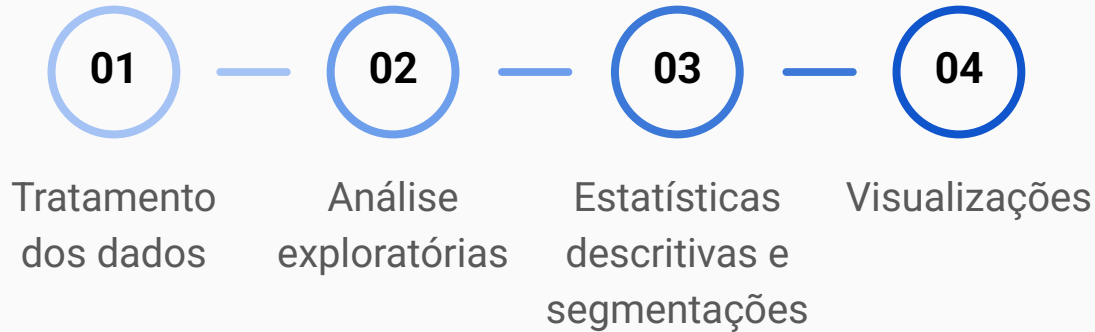 01
Tratamento
dos dados
02
Análise
exploratórias
03
Estatísticas
descritivas e
segmentações
04
Visualizações